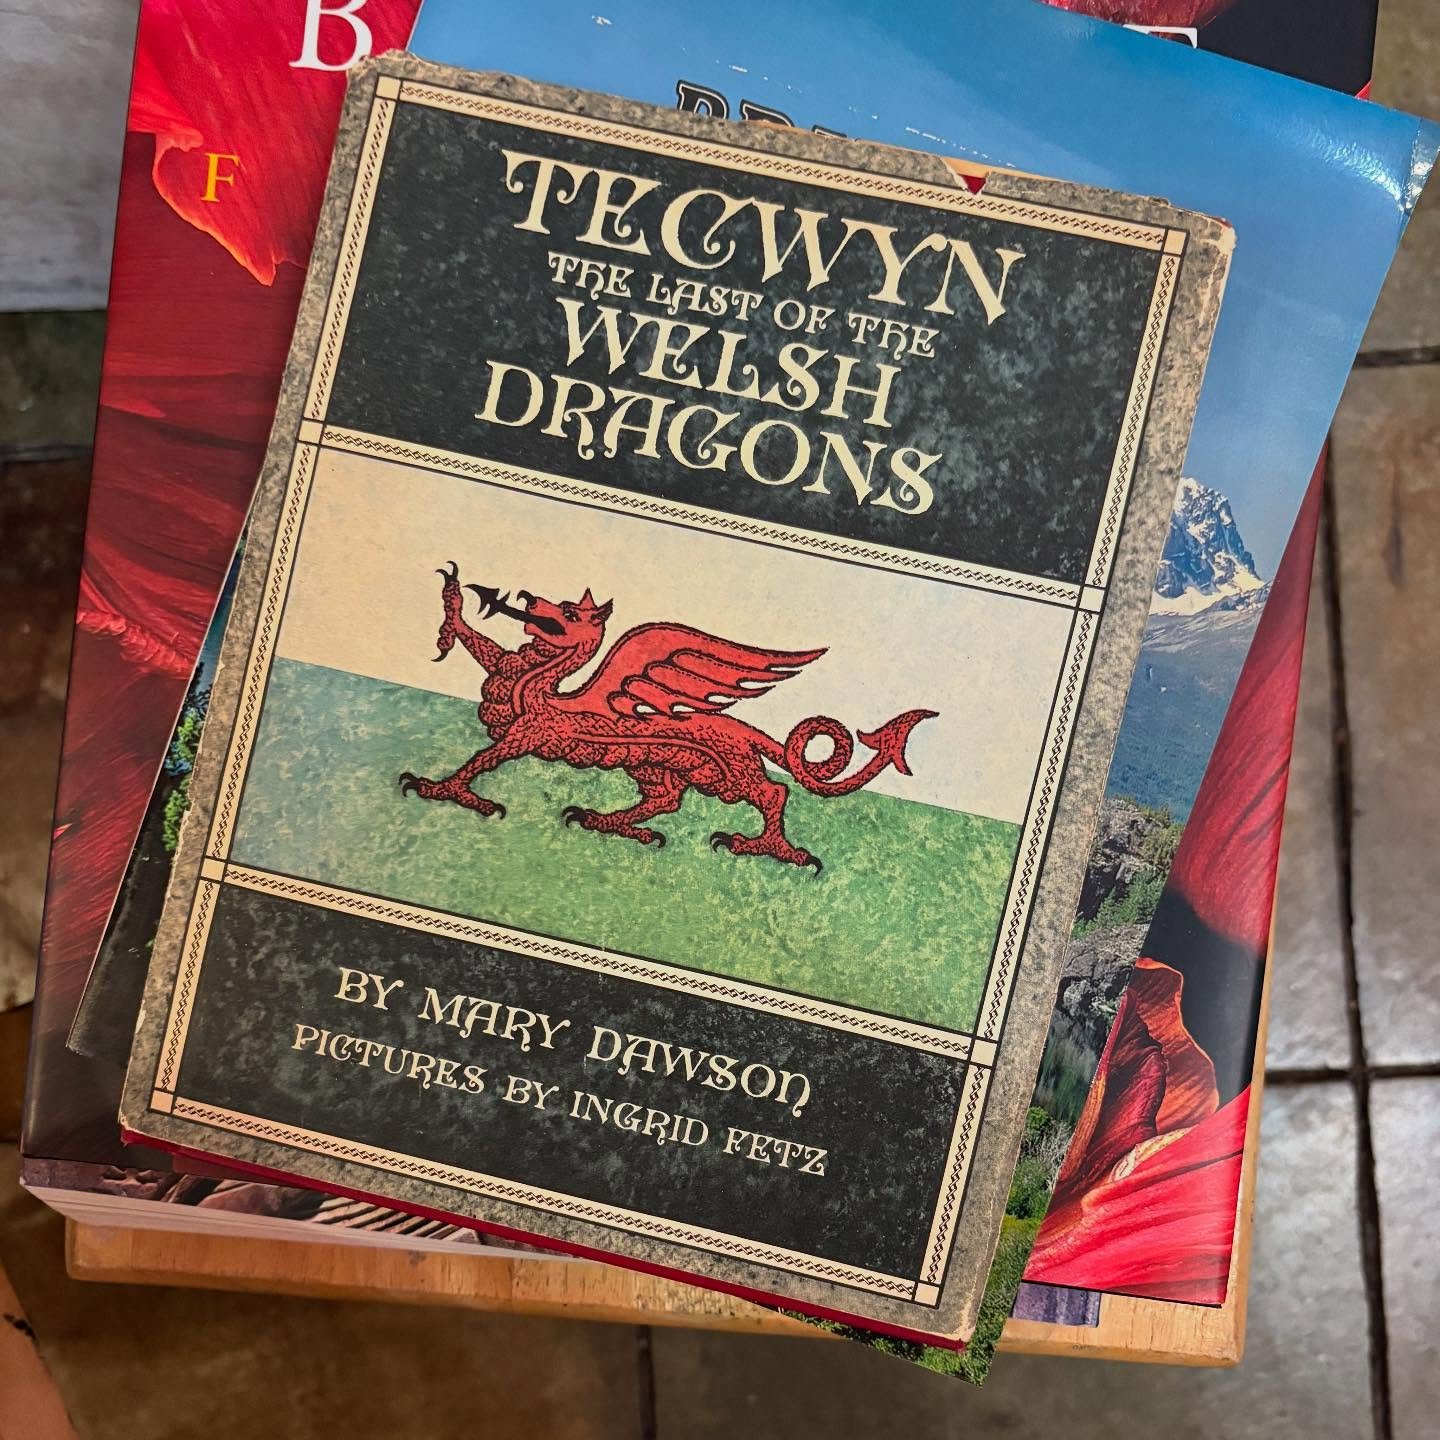 B
F
TECWYN
THE LAST OF THE
WELSH
DRAGONS
BY MARY DAWSON
PICTURES BY INGRID FETZ